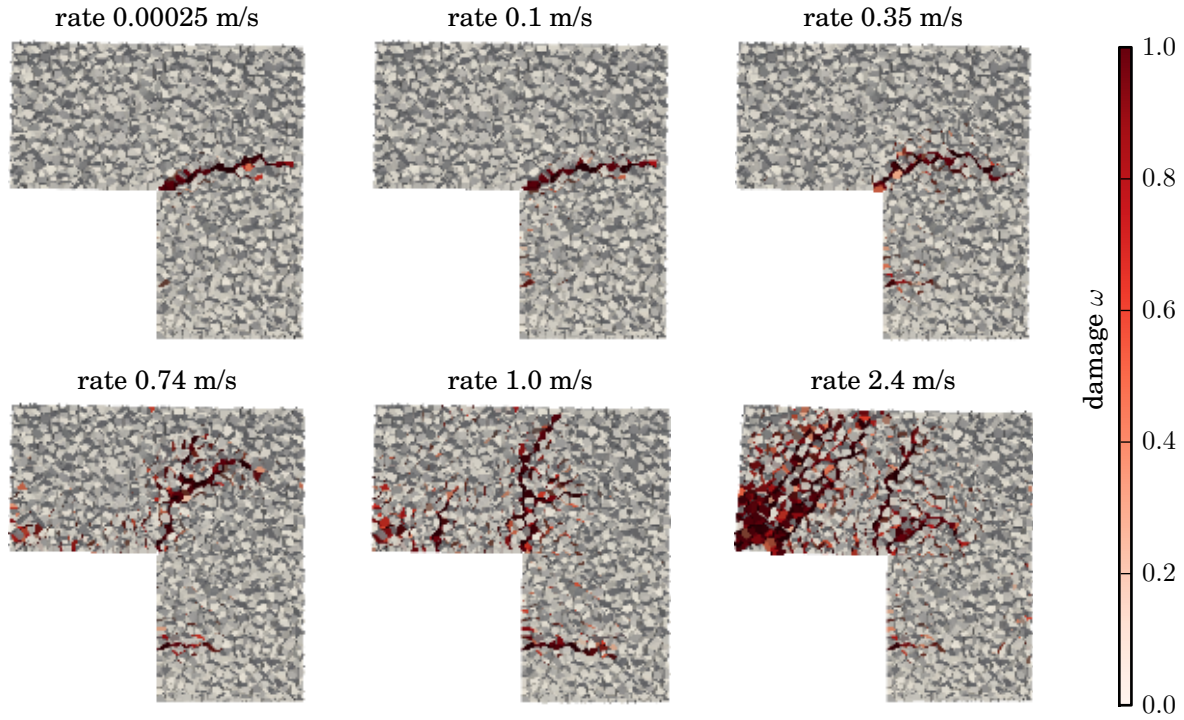 rate 0.00025 m/s
rate 0.1 m/s
rate 0.35 m/s
rate 0.74 m/s
rate 1.0 m/s
rate 2.4 m/s
damage ω
1.0
0.8
0.6
0.4
0.2
0.0